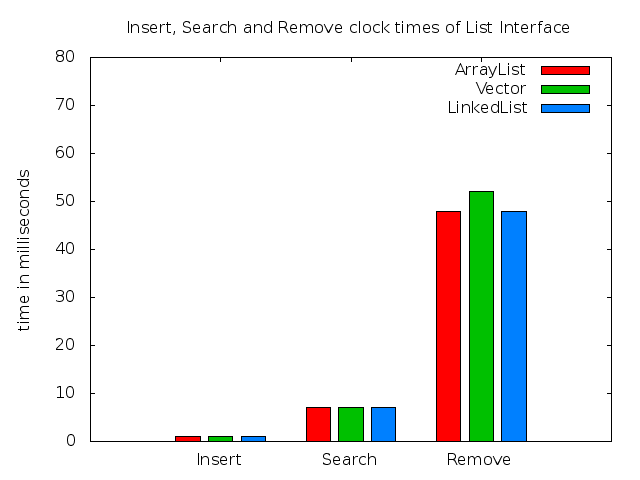 Insert, Search and Remove clock times of List Interface
80
70
60
50
40
30
20
10
0
time in milliseconds
ArrayList
Vector
LinkedList
Insert
Search
Remove